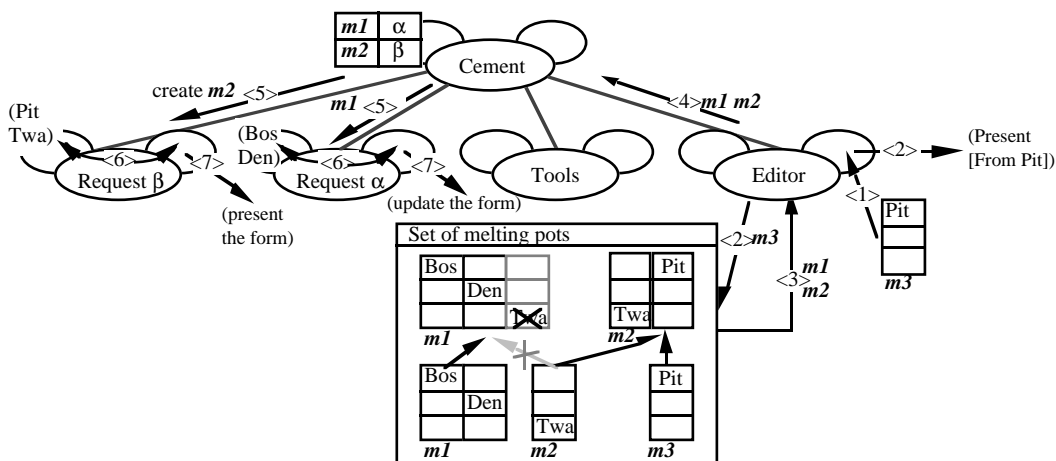 m1 α
m2 β
Cement
create m2 <5>
m1 <5>
<4> m1 m2
(Pit
Twa)
<6>
<7>
Request β
(Bos
Den)
<6>
<7>
Request α
Tools
Editor
<2>
(Present
[From Pit])
<1>
(present
the form)
(update the form)
Pit
m3
<2> m3
<3> m1
m2
Set of melting pots
Bos
Den
Twa
m1
Pit
Twa
m2
Bos
Den
m1
Twa
m2
Pit
m3